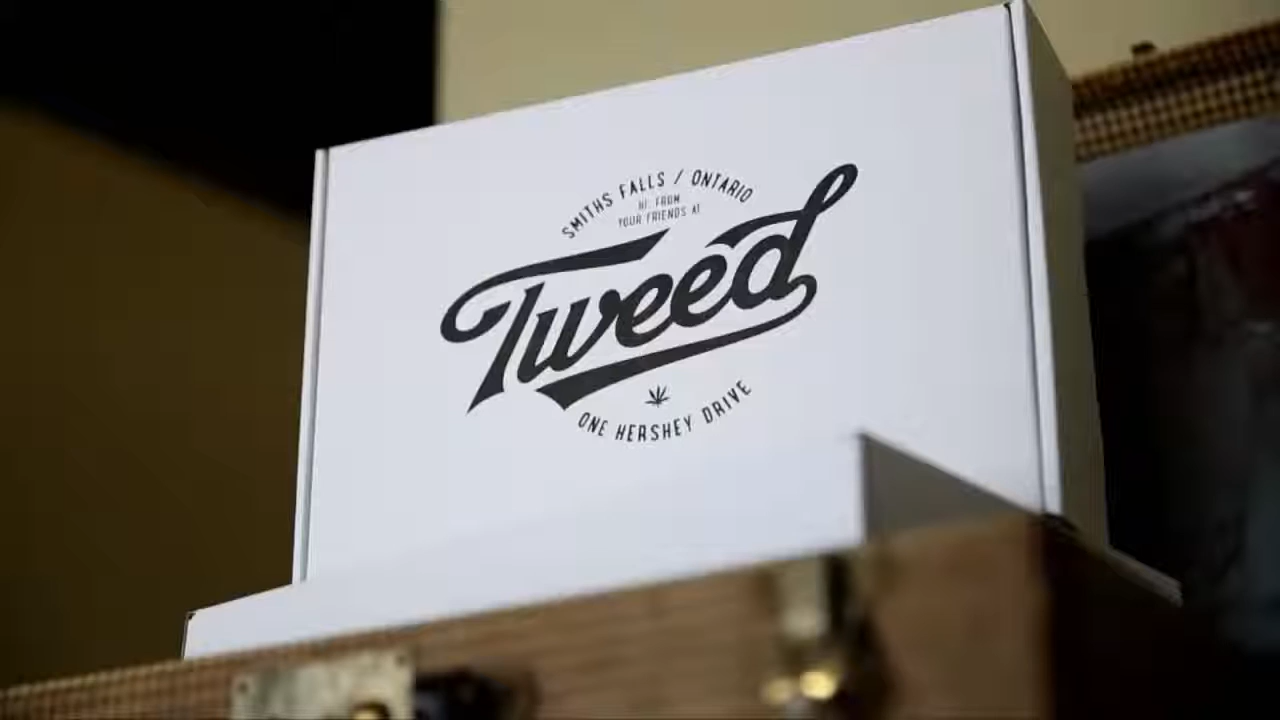 SMITHS FALLS / ONTARIO
HI. FROM
YOUR FRIENDS AT
Tweed
ONE HERSHEY DRIVE